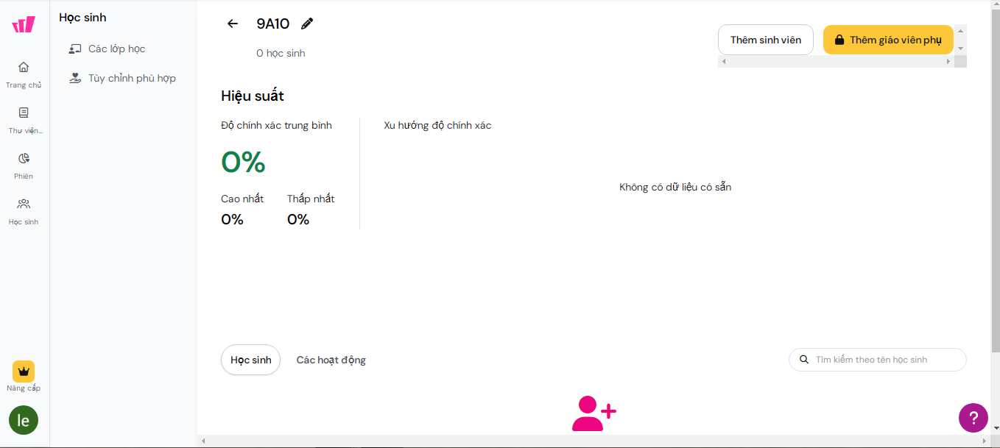 Học sinh
Các lớp học
Tùy chỉnh phù hợp
Trang chủ
Thư viện...
Phiên
Học sinh
Nâng cấp
le
9A10
0 học sinh
Thêm sinh viên
Thêm giáo viên phụ
Hiệu suất
Độ chính xác trung bình
0%
Cao nhất
Thấp nhất
0%
0%
Xu hướng độ chính xác
Không có dữ liệu có sẵn
Học sinh
Các hoạt động
Tìm kiếm theo tên học sinh
?